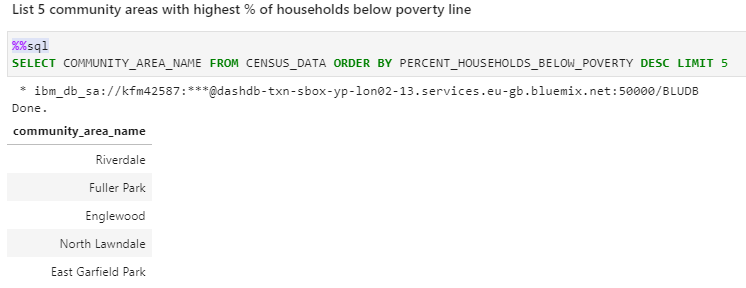 List 5 community areas with highest % of households below poverty line
%%sql
SELECT COMMUNITY_AREA_NAME FROM CENSUS_DATA ORDER BY PERCENT_HOUSEHOLDS_BELOW_POVERTY DESC LIMIT 5
* ibm_db_sa://kfm42587:***@dashdb-txn-sbox-yp-lon02-13.services.eu-gb.bluemix.net:50000/BLUDB
Done.
community_area_name
Riverdale
Fuller Park
Englewood
North Lawndale
East Garfield Park